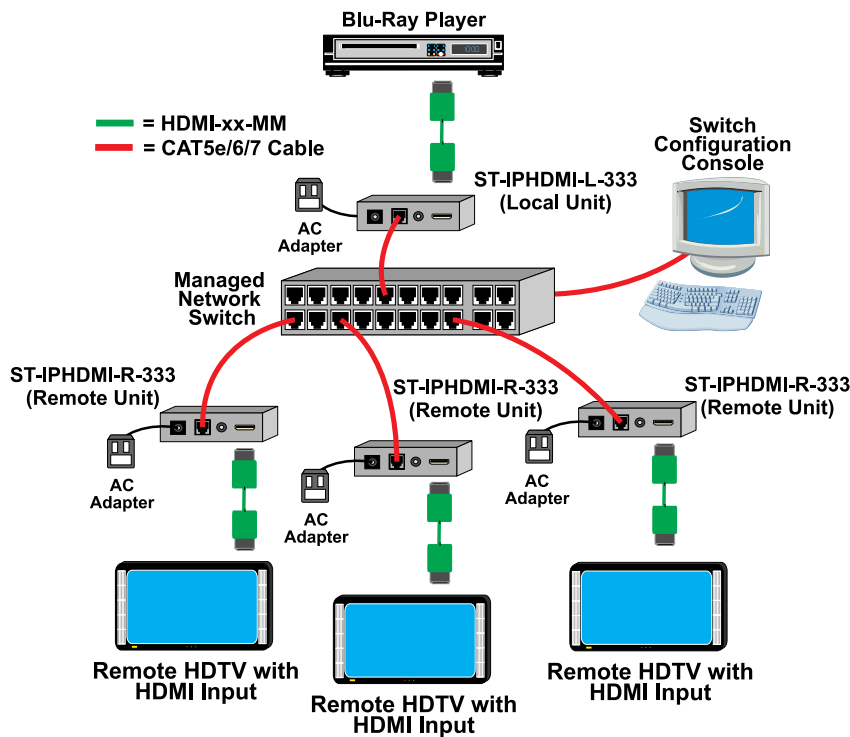 Blu-Ray Player
1000
= HDMI-xx-MM
= CAT5e/6/7 Cable
Switch
Configuration
Console
ST-IPHDMI-L-333
(Local Unit)
AC
Adapter
Managed
Network
Switch
ST-IPHDMI-R-333
(Remote Unit)
ST-IPHDMI-R-333
(Remote Unit)
ST-IPHDMI-R-333
(Remote Unit)
AC
Adapter
AC
Adapter
AC
Adapter
Remote HDTV with
HDMI Input
Remote HDTV with
HDMI Input
Remote HDTV with
HDMI Input